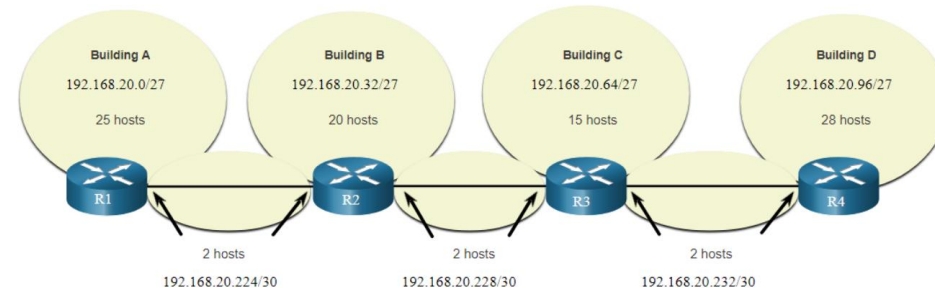 Building A
192.168.20.0/27
25 hosts
Building B
192.168.20.32/27
20 hosts
Building C
192.168.20.64/27
15 hosts
Building D
192.168.20.96/27
28 hosts
R1
R2
R3
R4
2 hosts
192.168.20.224/30
2 hosts
192.168.20.228/30
2 hosts
192.168.20.232/30